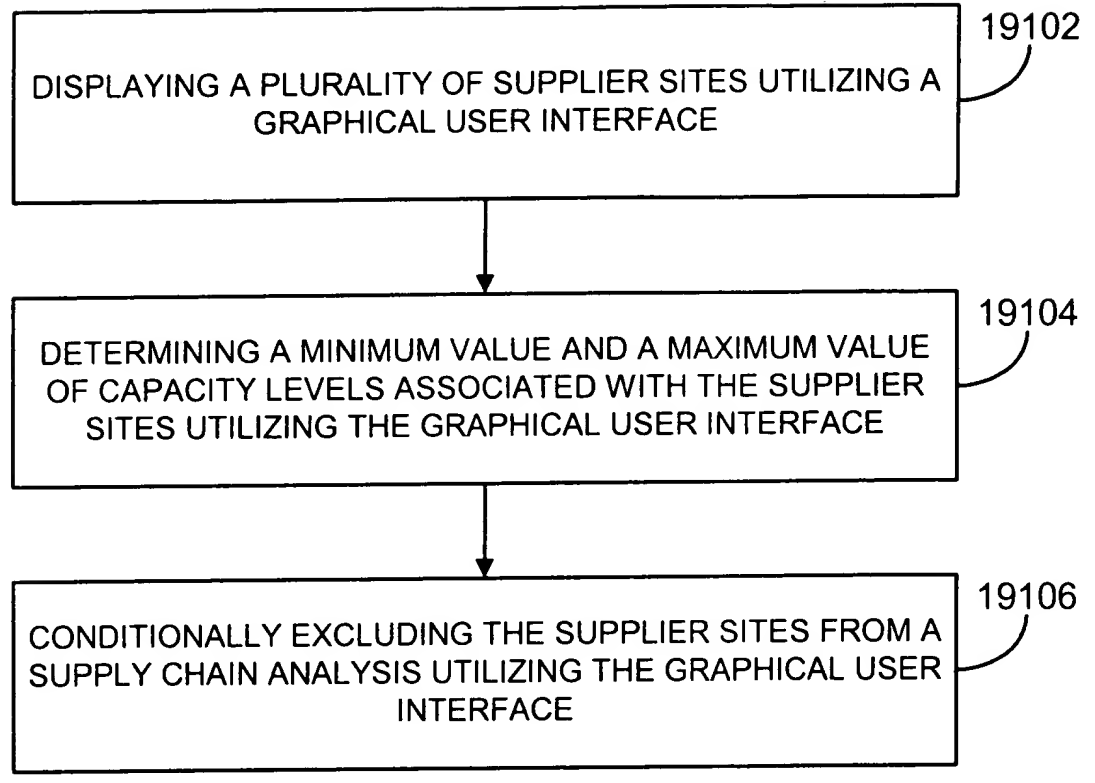 19102
DISPLAYING A PLURALITY OF SUPPLIER SITES UTILIZING A
GRAPHICAL USER INTERFACE
19104
DETERMINING A MINIMUM VALUE AND A MAXIMUM VALUE
OF CAPACITY LEVELS ASSOCIATED WITH THE SUPPLIER
SITES UTILIZING THE GRAPHICAL USER INTERFACE
19106
CONDITIONALLY EXCLUDING THE SUPPLIER SITES FROM A
SUPPLY CHAIN ANALYSIS UTILIZING THE GRAPHICAL USER
INTERFACE